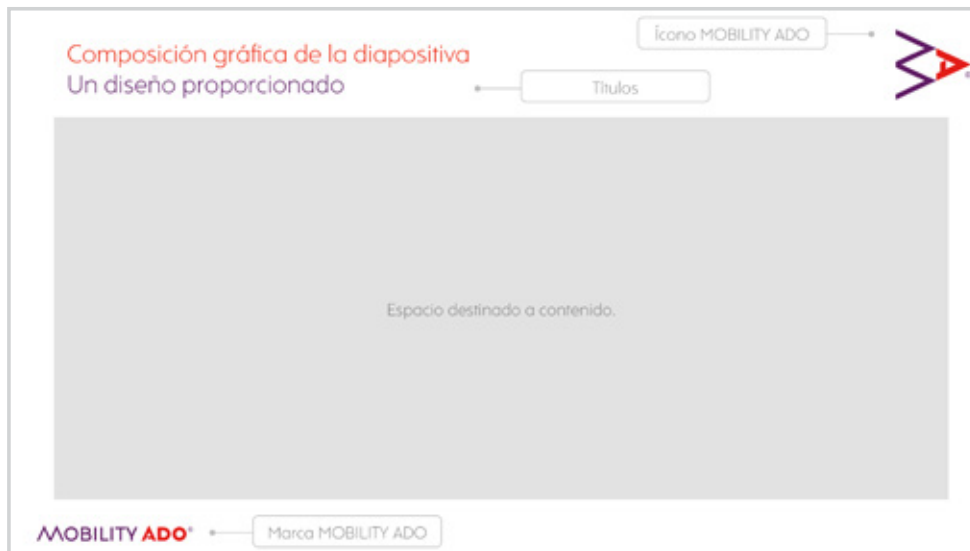 Ícono MOBILITY ADO
Composición gráfica de la diapositiva
Un diseño proporcionado
Títulos
Espacio destinado a contenido.
MOBILITY ADO®
Marca MOBILITY ADO